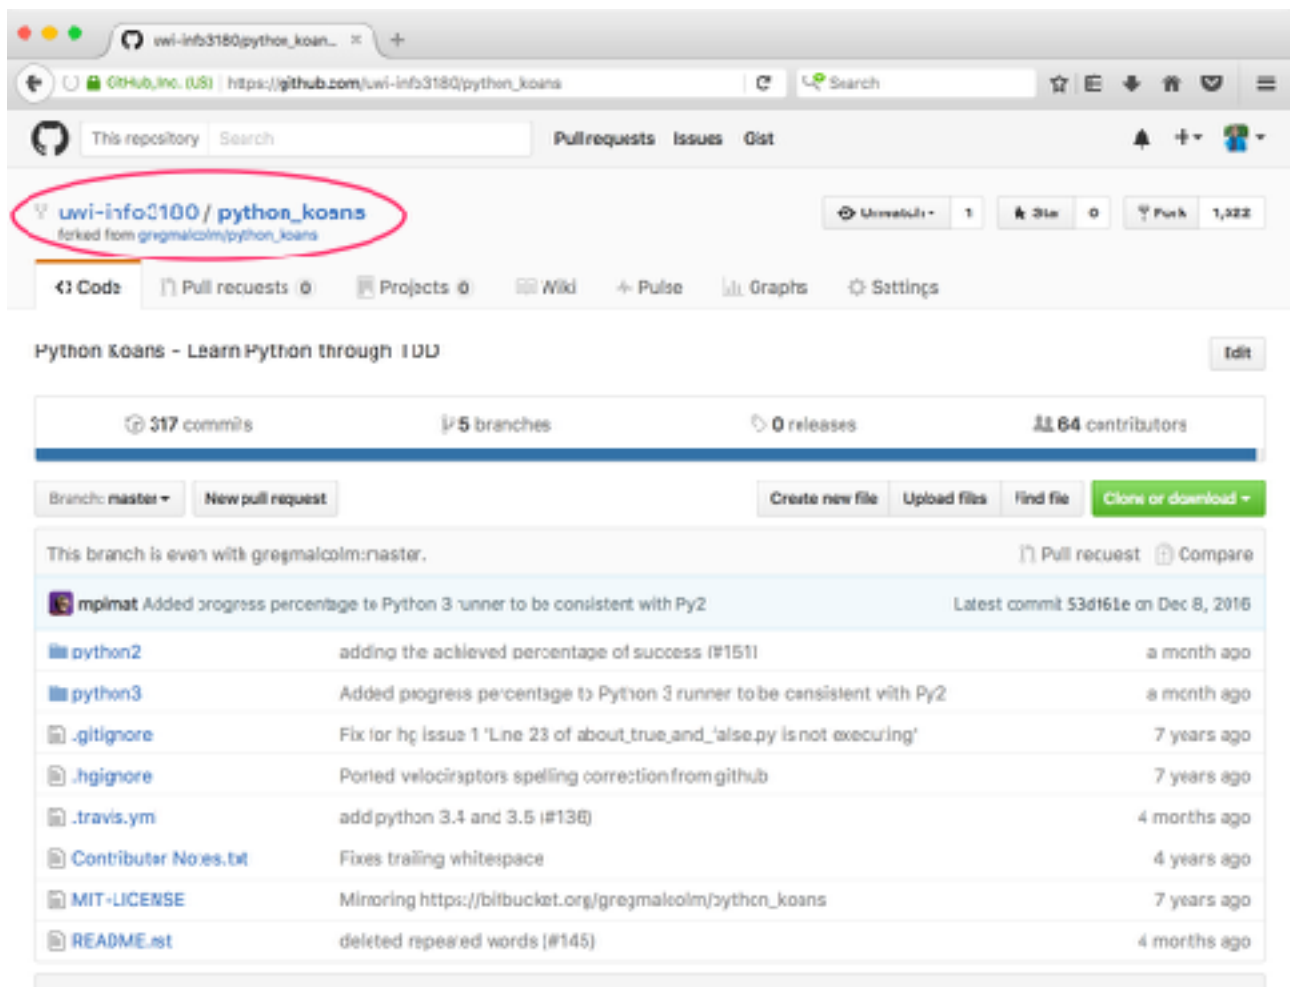 uwi-info3180/python_koan...
GitHub, Inc. (US) https://github.com/uwi-info3180/python_koans Search
This repository Search Pull requests Issues Gist
uwi-info3180 / python_koans Unwatch 1 Star 0 Fork 1,322
forked from gregmalcolm/python_koans
Code Pull requests 0 Projects 0 Wiki Pulse Graphs Settings
Python Koans - Learn Python through TDD Edit
317 commits 5 branches 0 releases 64 contributors
Branch: master New pull request Create new file Upload files Find file Clone or download
This branch is even with gregmalcolm:master. Pull request Compare
mpimat Added progress percentage to Python 3 runner to be consistent with Py2 Latest commit 53df61e on Dec 8, 2016
python2 adding the achieved percentage of success (#151) a month ago
python3 Added progress percentage to Python 3 runner to be consistent with Py2 a month ago
.gitignore Fix for hg issue 1 'Line 23 of about_true_and_false.py is not executing' 7 years ago
.hgignore Ported velociraptors spelling correction from github 7 years ago
.travis.yml add python 3.4 and 3.5 (#136) 4 months ago
Contributor Notes.txt Fixes trailing whitespace 4 years ago
MIT-LICENSE Mirroring https://bitbucket.org/gregmalcolm/python_koans 7 years ago
README.rst deleted repeated words (#145) 4 months ago